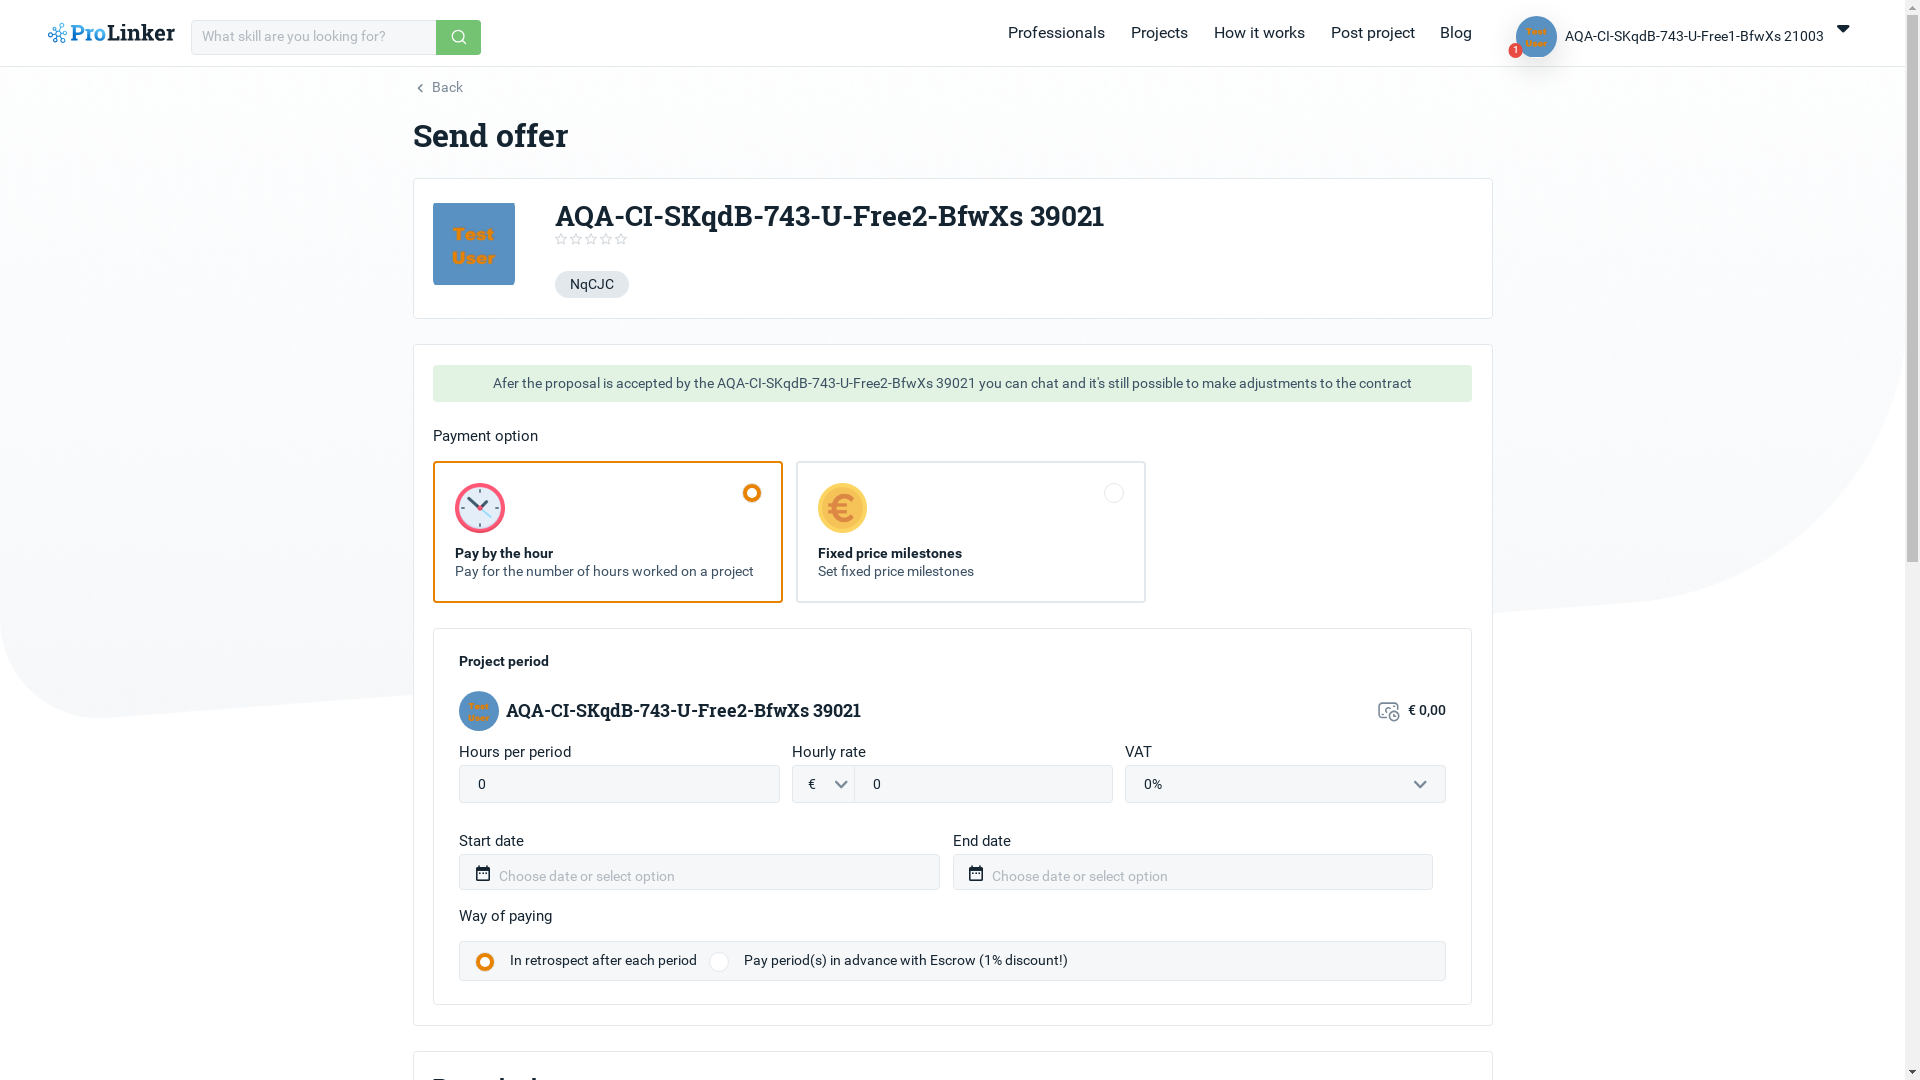 ProLinker
What skill are you looking for?
Professionals
Projects
How it works
Post project
Blog
Test
User
1
AQA-CI-SKqdB-743-U-Free1-BfwXs 21003
Back
Send offer
Test
User
AQA-CI-SKqdB-743-U-Free2-BfwXs 39021
NqCJC
Afer the proposal is accepted by the AQA-CI-SKqdB-743-U-Free2-BfwXs 39021 you can chat and it's still possible to make adjustments to the contract
Payment option
Pay by the hour
Pay for the number of hours worked on a project
€
Fixed price milestones
Set fixed price milestones
Project period
Test
User
AQA-CI-SKqdB-743-U-Free2-BfwXs 39021
€ 0,00
Hours per period
Hourly rate
VAT
0
€
0
0%
Start date
End date
Choose date or select option
Choose date or select option
Way of paying
In retrospect after each period
Pay period(s) in advance with Escrow (1% discount!)